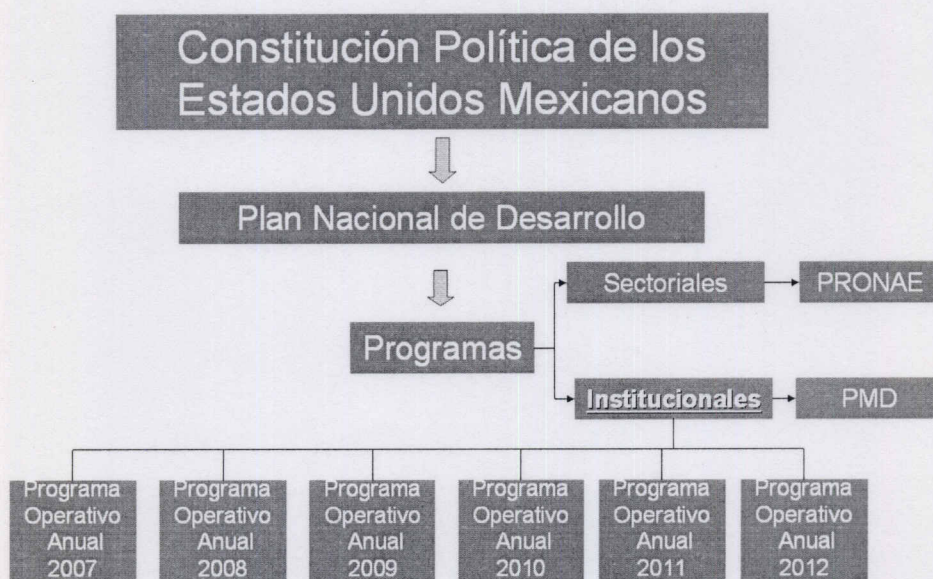 Constitución Política de los
Estados Unidos Mexicanos
Plan Nacional de Desarrollo
Sectoriales
PRONAE
Programas
Institucionales
PMD
Programa
Operativo
Anual
2007
Programa
Operativo
Anual
2008
Programa
Operativo
Anual
2009
Programa
Operativo
Anual
2010
Programa
Operativo
Anual
2011
Programa
Operativo
Anual
2012